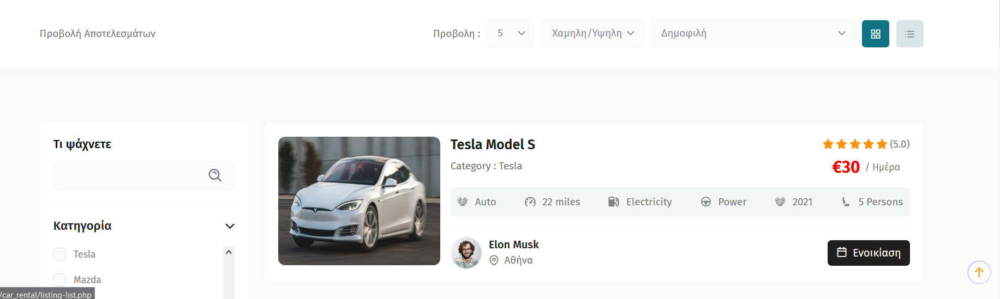 Προβολή Αποτελεσμάτων
Προβολη : 5 Χαμηλη/Υψηλη Δημοφιλή
Τι ψάχνετε
Κατηγορία
Tesla
Mazda
Tesla Model S
(5.0)
Category : Tesla
€30 / Ημέρα
Auto 22 miles Electricity Power 2021 5 Persons
Elon Musk
Αθήνα
Ενοικίαση
/car_rental/listing-list.php